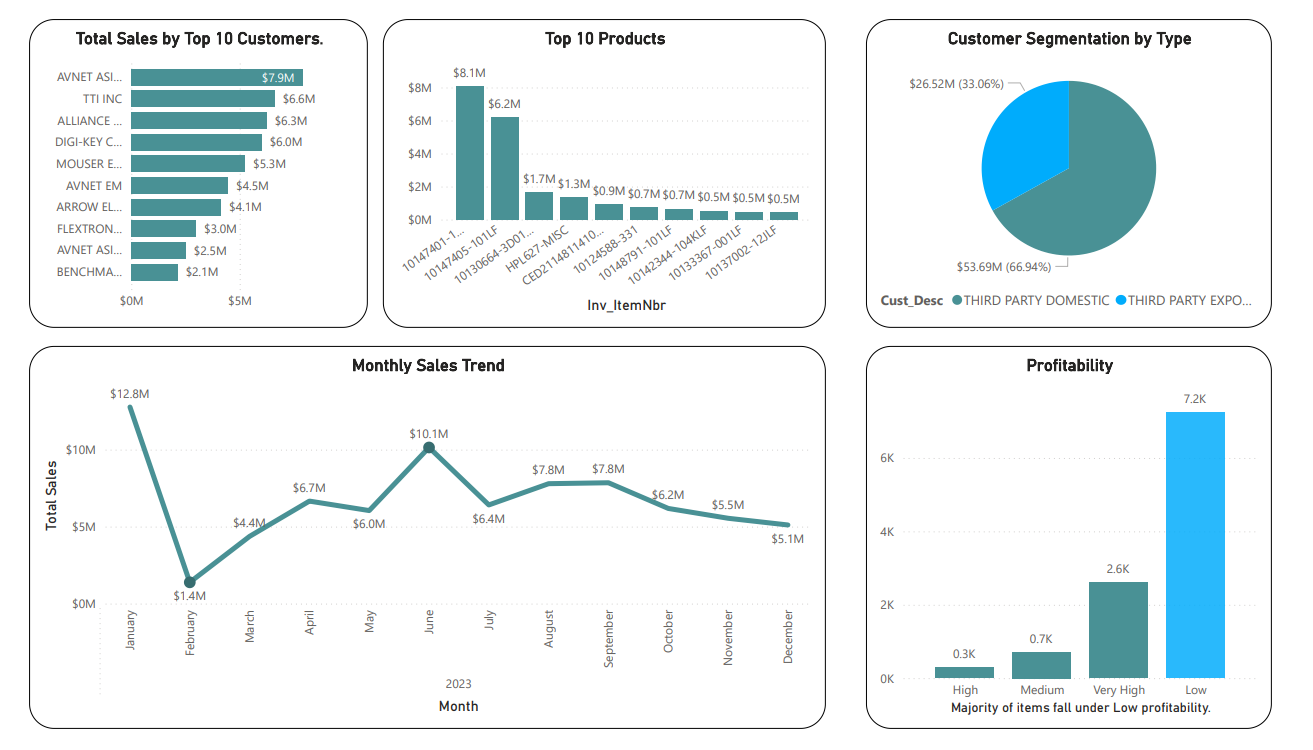 Total Sales by Top 10 Customers.
AVNET ASI... $7.9M
TTI INC $6.6M
ALLIANCE ... $6.3M
DIGI-KEY C... $6.0M
MOUSER E... $5.3M
AVNET EM $4.5M
ARROW EL... $4.1M
FLEXTRON... $3.0M
AVNET ASI... $2.5M
BENCHMA... $2.1M
$0M $5M
Top 10 Products
$8M
$6M
$4M
$2M
$0M
$8.1M
$6.2M
$1.7M
$1.3M
$0.9M
$0.7M
$0.7M
$0.5M
$0.5M
$0.5M
10147401-1...
10147405-101LF
10130664-3D01...
HPL627-MISC
CED2114811410...
10124588-331
10148791-101LF
10142344-104KLF
10133367-001LF
10137002-12JLF
Inv_ItemNbr
Customer Segmentation by Type
$26.52M (33.06%)
$53.69M (66.94%)
Cust_Desc THIRD PARTY DOMESTIC THIRD PARTY EXPO...
Monthly Sales Trend
Total Sales
$10M
$5M
$0M
$12.8M
$1.4M
$4.4M
$6.7M
$6.0M
$10.1M
$6.4M
$7.8M
$7.8M
$6.2M
$5.5M
$5.1M
January
February
March
April
May
June
July
August
September
October
November
December
2023
Month
Profitability
6K
4K
2K
0K
0.3K
0.7K
2.6K
7.2K
High
Medium
Very High
Low
Majority of items fall under Low profitability.